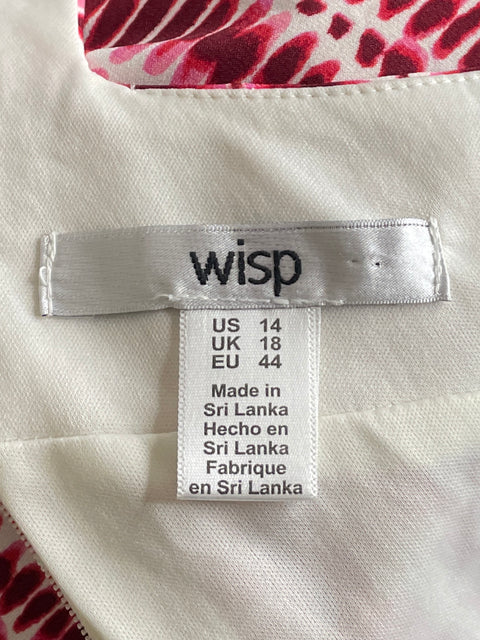 wisp
US 14
UK 18
EU 44
Made in
Sri Lanka
Hecho en
Sri Lanka
Fabrique
en Sri Lanka